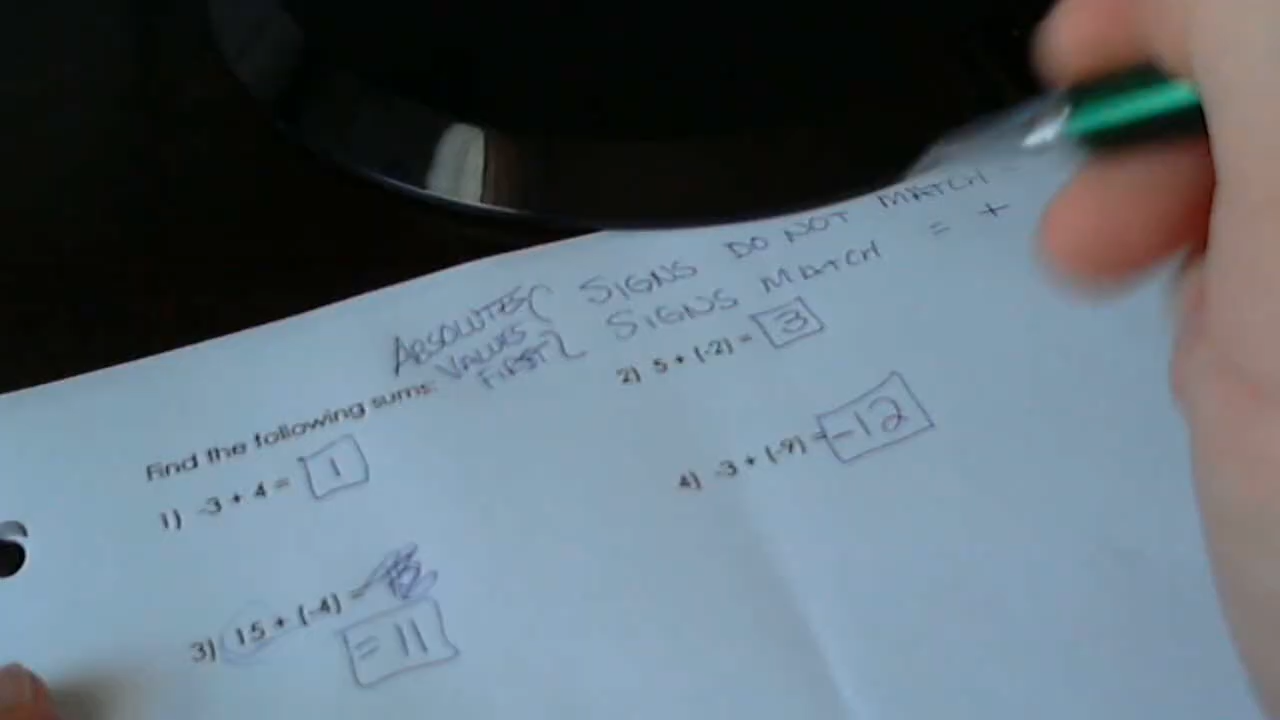 ABSOLUTE VALUES FIRST
SIGNS DO NOT MATCH -
SIGNS MATCH = +
Find the following sums:
1) -3 + 4 = 1
2) 5 + (-2) = 3
3) 15 + (-4) =
= 11
4) -3 + (-9) = -12